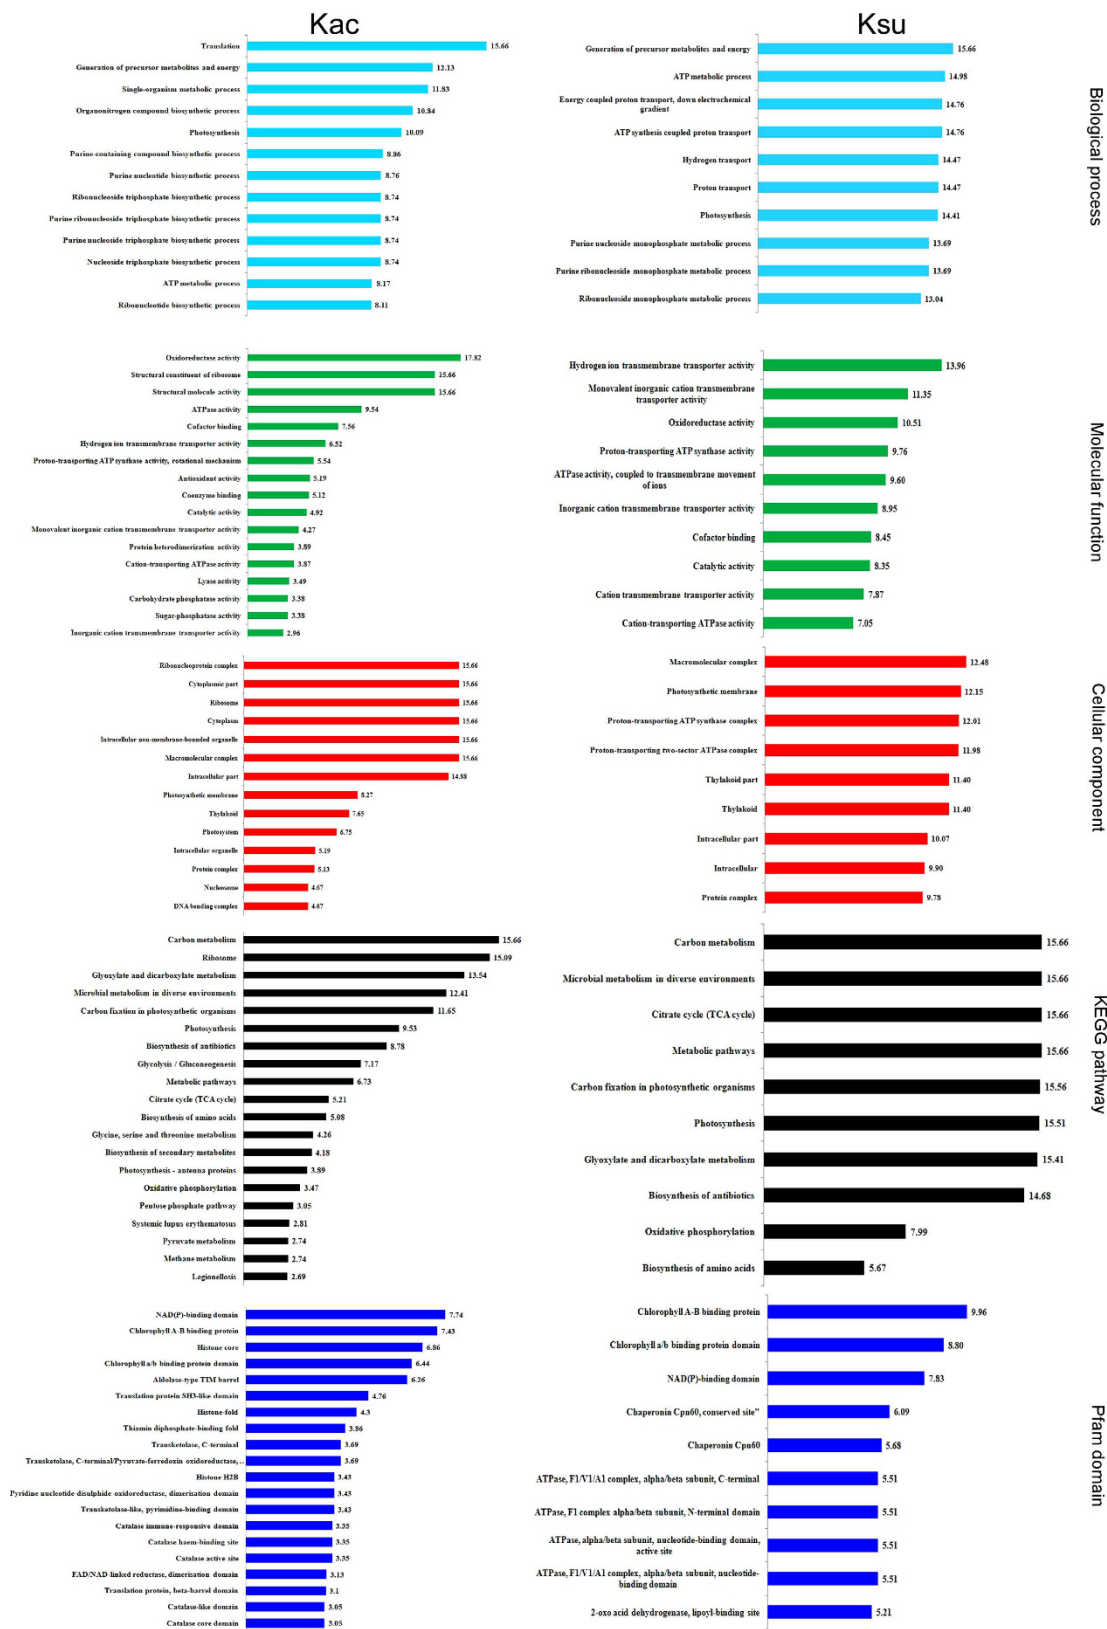 Kac
Translation 15.66
Generation of precursor metabolites and energy 12.13
Single-organism metabolic process 11.83
Organonitrogen compound biosynthetic process 10.84
Photosynthesis 10.09
Purine-containing compound biosynthetic process 8.86
Purine nucleotide biosynthetic process 8.76
Ribonucleoside triphosphate biosynthetic process 8.74
Purine ribonucleoside triphosphate biosynthetic process 8.74
Purine nucleoside triphosphate biosynthetic process 8.74
Nucleoside triphosphate biosynthetic process 8.74
ATP metabolic process 8.17
Ribonucleotide biosynthetic process 8.11
Ksu
Generation of precursor metabolites and energy 15.66
ATP metabolic process 14.98
Energy coupled proton transport, down electrochemical
gradient 14.76
ATP synthesis coupled proton transport 14.76
Hydrogen transport 14.47
Proton transport 14.47
Photosynthesis 14.41
Purine nucleoside monophosphate metabolic process 13.69
Purine ribonucleoside monophosphate metabolic process 13.69
Ribonucleoside monophosphate metabolic process 13.04
Biological process
Oxidoreductase activity 17.82
Structural constituent of ribosome 15.66
Structural molecule activity 15.66
ATPase activity 9.54
Cofactor binding 7.56
Hydrogen ion transmembrane transporter activity 6.52
Proton-transporting ATP synthase activity, rotational mechanism 5.54
Antioxidant activity 5.19
Coenzyme binding 5.12
Catalytic activity 4.92
Monovalent inorganic cation transmembrane transporter activity 4.27
Protein heterodimerization activity 3.89
Cation-transporting ATPase activity 3.87
Lyase activity 3.49
Carbohydrate phosphatase activity 3.38
Sugar-phosphatase activity 3.38
Inorganic cation transmembrane transporter activity 2.96
Hydrogen ion transmembrane transporter activity 13.96
Monovalent inorganic cation transmembrane
transporter activity 11.35
Oxidoreductase activity 10.51
Proton-transporting ATP synthase activity 9.76
ATPase activity, coupled to transmembrane movement
of ions 9.60
Inorganic cation transmembrane transporter activity 8.95
Cofactor binding 8.45
Catalytic activity 8.35
Cation transmembrane transporter activity 7.87
Cation-transporting ATPase activity 7.05
Molecular function
Ribonucleoprotein complex 15.66
Cytoplasmic part 15.66
Ribosome 15.66
Cytoplasm 15.66
Intracellular non-membrane-bounded organelle 15.66
Macromolecular complex 15.66
Intracellular part 14.88
Photosynthetic membrane 8.27
Thylakoid 7.65
Photosystem 6.75
Intracellular organelle 5.19
Protein complex 5.13
Nucleosome 4.67
DNA bending complex 4.67
Macromolecular complex 12.48
Photosynthetic membrane 12.15
Proton-transporting ATP synthase complex 12.01
Proton-transporting two-sector ATPase complex 11.98
Thylakoid part 11.40
Thylakoid 11.40
Intracellular part 10.07
Intracellular 9.90
Protein complex 9.78
Cellular component
Carbon metabolism 15.66
Ribosome 15.09
Glyoxylate and dicarboxylate metabolism 13.54
Microbial metabolism in diverse environments 12.41
Carbon fixation in photosynthetic organisms 11.65
Photosynthesis 9.53
Biosynthesis of antibiotics 8.78
Glycolysis / Gluconeogenesis 7.17
Metabolic pathways 6.73
Citrate cycle (TCA cycle) 5.21
Biosynthesis of amino acids 5.08
Glycine, serine and threonine metabolism 4.26
Biosynthesis of secondary metabolites 4.18
Photosynthesis - antenna proteins 3.89
Oxidative phosphorylation 3.47
Pentose phosphate pathway 3.05
Systemic lupus erythematosus 2.81
Pyruvate metabolism 2.74
Methane metabolism 2.74
Legionellosis 2.69
Carbon metabolism 15.66
Microbial metabolism in diverse environments 15.66
Citrate cycle (TCA cycle) 15.66
Metabolic pathways 15.66
Carbon fixation in photosynthetic organisms 15.56
Photosynthesis 15.51
Glyoxylate and dicarboxylate metabolism 15.41
Biosynthesis of antibiotics 14.68
Oxidative phosphorylation 7.99
Biosynthesis of amino acids 5.67
KEGG pathway
NAD(P)-binding domain 7.74
Chlorophyll A-B binding protein 7.43
Histone core 6.86
Chlorophyll a/b binding protein domain 6.44
Aldolase-type TIM barrel 6.26
Translation protein SH3-like domain 4.76
Histone-fold 4.3
Thiamin diphosphate-binding fold 3.86
Transketolase, C-terminal 3.69
Transketolase, C-terminal/Pyruvate-ferredoxin oxidoreductase,.. 3.69
Histone H2B 3.43
Pyridine nucleotide-disulphide oxidoreductase, dimerisation domain 3.43
Transketolase-like, pyrimidine-binding domain 3.43
Catalase immune-responsive domain 3.35
Catalase haem-binding site 3.35
Catalase active site 3.35
FAD/NAD-linked reductase, dimerisation domain 3.13
Translation protein, beta-barrel domain 3.1
Catalase-like domain 3.05
Catalase core domain 3.05
Chlorophyll A-B binding protein 9.96
Chlorophyll a/b binding protein domain 8.80
NAD(P)-binding domain 7.83
Chaperonin Cpn60, conserved site" 6.09
Chaperonin Cpn60 5.68
ATPase, F1/V1/A1 complex, alpha/beta subunit, C-terminal 5.51
ATPase, F1 complex alpha/beta subunit, N-terminal domain 5.51
ATPase, alpha/beta subunit, nucleotide-binding domain,
active site 5.51
ATPase, F1/V1/A1 complex, alpha/beta subunit, nucleotide-
binding domain 5.51
2-oxo acid dehydrogenase, lipoyl-binding site 5.21
Pfam domain